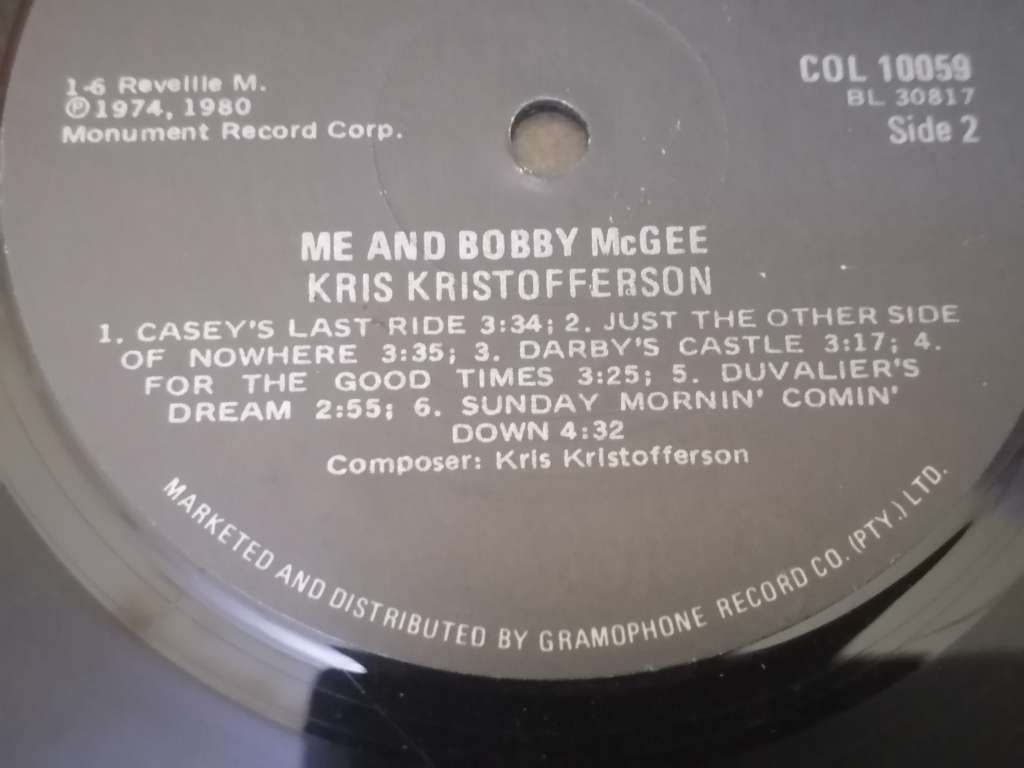 1-6 Reveille M.
℗1974, 1980
Monument Record Corp.
COL 10059
BL 30817
Side 2
ME AND BOBBY McGEE
KRIS KRISTOFFERSON
1. CASEY'S LAST RIDE 3:34; 2. JUST THE OTHER SIDE
OF NOWHERE 3:35; 3. DARBY'S CASTLE 3:17; 4.
FOR THE GOOD TIMES 3:25; 5. DUVALIER'S
DREAM 2:55; 6. SUNDAY MORNIN' COMIN'
DOWN 4:32
Composer: Kris Kristofferson
MARKETED AND DISTRIBUTED BY GRAMOPHONE RECORD CO. (PTY.) LTD.